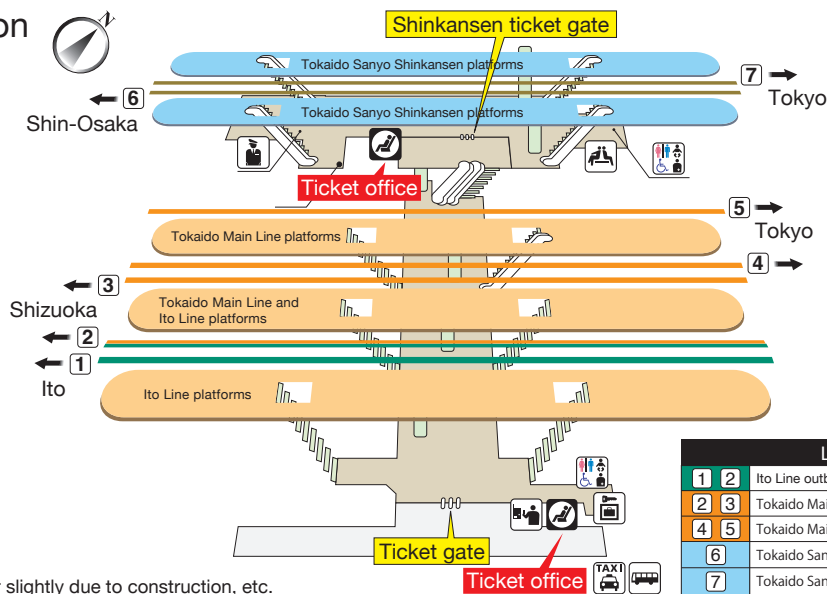 on
N
Shinkansen ticket gate
Tokaido Sanyo Shinkansen platforms
7
Tokyo
6
Shin-Osaka
Tokaido Sanyo Shinkansen platforms
Ticket office
5
Tokyo
Tokaido Main Line platforms
4
3
Shizuoka
Tokaido Main Line and
Ito Line platforms
2
1
Ito
Ito Line platforms
Ticket gate
Ticket office
TAXI
L
1 2 Ito Line outb
2 3 Tokaido Mai
4 5 Tokaido Mai
6 Tokaido San
7 Tokaido San
slightly due to construction, etc.